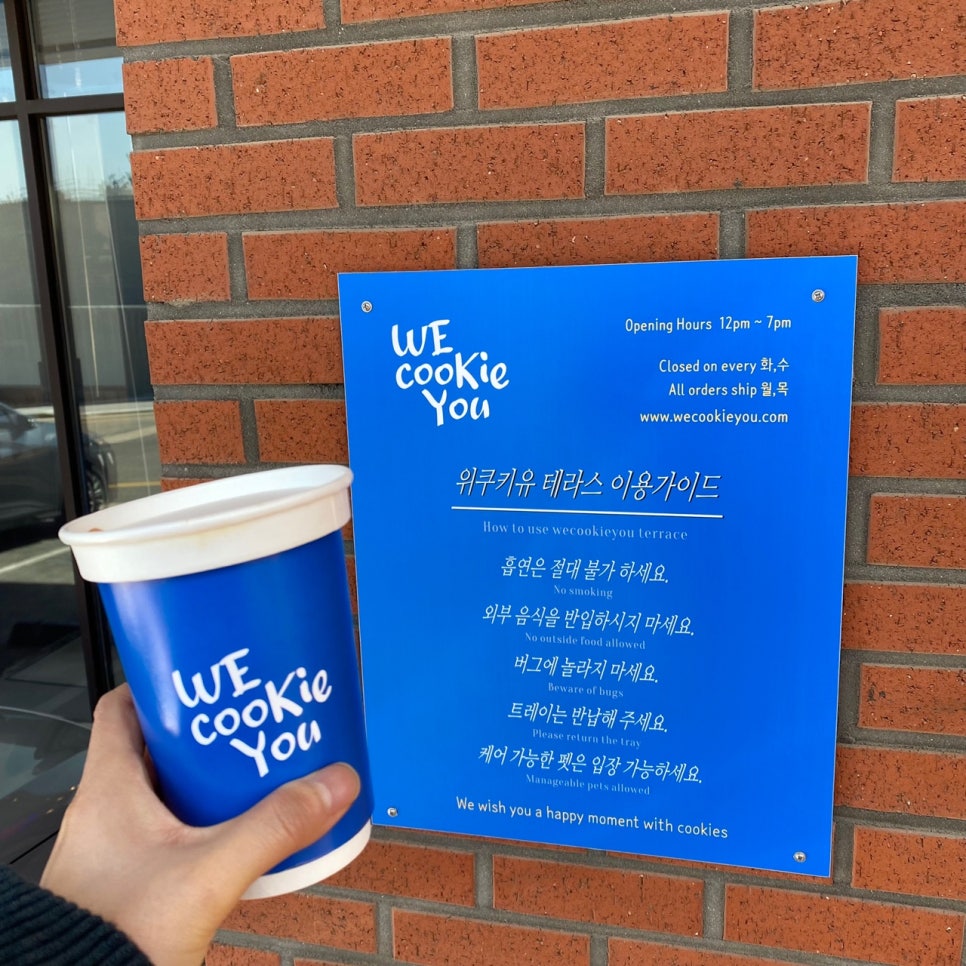 WE
cooKie
You
Opening Hours 12pm ~ 7pm
Closed on every 화,수
All orders ship 월,목
www.wecookieyou.com
위쿠키유 테라스 이용가이드
How to use wecookieyou terrace
흡연은 절대 불가 하세요.
No smoking
외부 음식을 반입하시지 마세요.
No outside food allowed
버그에 놀라지 마세요.
Beware of bugs
트레이는 반납해 주세요.
Please return the tray
케어 가능한 펫은 입장 가능하세요.
Manageable pets allowed
We wish you a happy moment with cookies
WE
cooKie
You